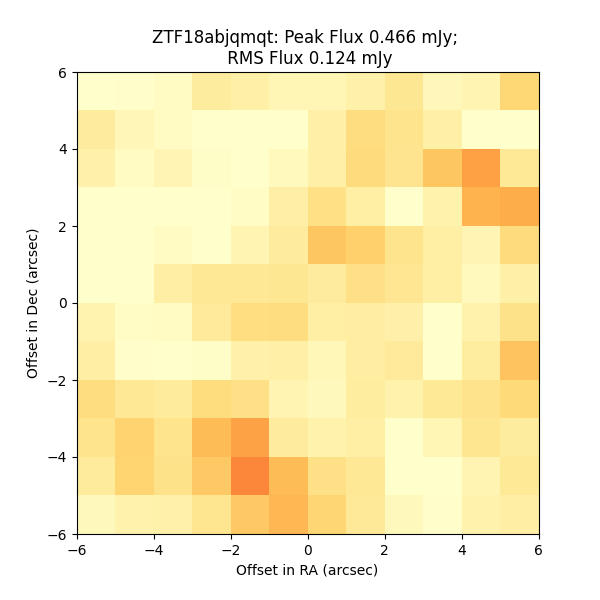 ZTF18abjqmqt: Peak Flux 0.466 mJy;
RMS Flux 0.124 mJy
6
4
2
0
−2
−4
−6
Offset in Dec (arcsec)
−6 −4 −2 0 2 4 6
Offset in RA (arcsec)